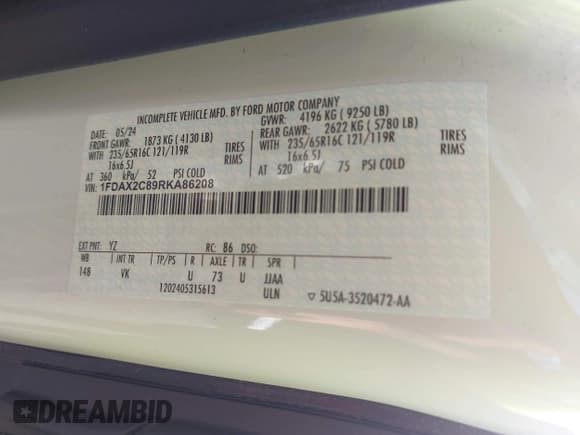 INCOMPLETE VEHICLE MFD. BY FORD MOTOR COMPANY
DATE: 05/24 GVWR: 4196 KG ( 9250 LB)
FRONT GAWR: 1873 KG ( 4130 LB) REAR GAWR: 2622 KG ( 5780 LB)
WITH 235/65R16C 121/119R TIRES WITH 235/65R16C 121/119R TIRES
16x6.5J RIMS 16x6.5J RIMS
AT 360 kPa/ 52 PSI COLD AT 520 kPa/ 75 PSI COLD
VIN: 1FDAX2C89RKA86208
EXT PNT: YZ RC: 86 DSO:
WB INT TR TP/PS R AXLE TR SPR
148 VK U 73 U JJAA
1202405315613 ULN ▽ 5U5A-3520472-AA
DREAMBID